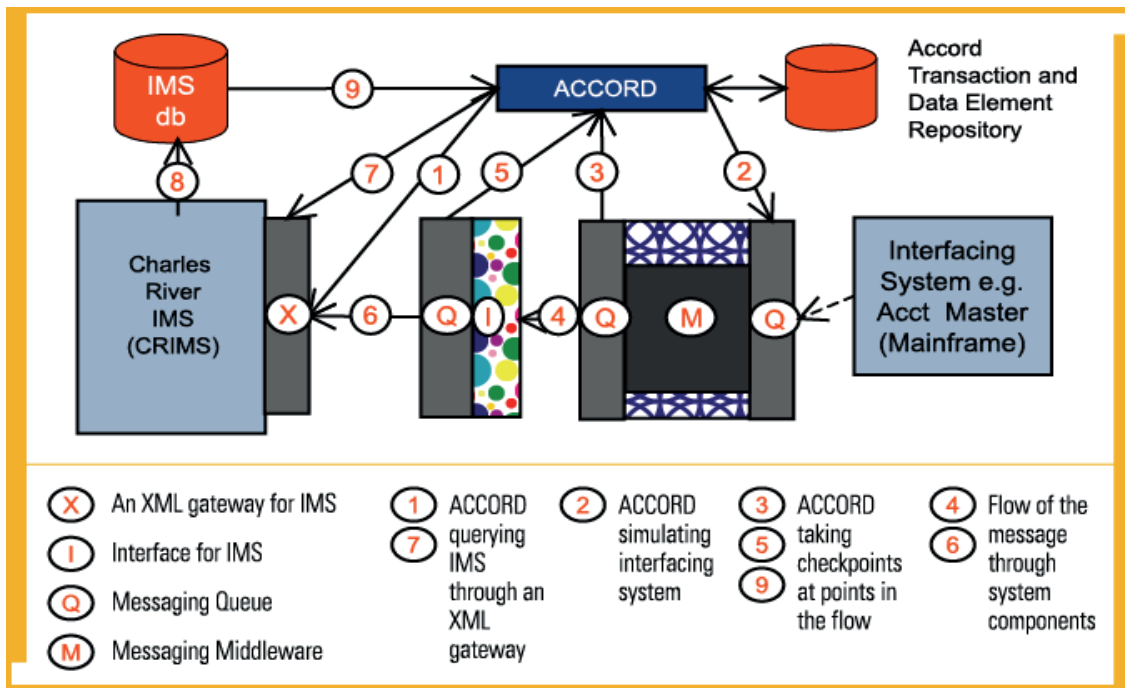 IMS
db
9
ACCORD
Accord
Transaction and
Data Element
Repository
8
7
1
5
3
2
Charles
River
IMS
(CRIMS)
X
6
Q
I
4
Q
M
Q
Interfacing
System e.g.
Acct Master
(Mainframe)
X An XML gateway for IMS
I Interface for IMS
Q Messaging Queue
M Messaging Middleware
1 ACCORD
7 querying
IMS
through an
XML
gateway
2 ACCORD
simulating
interfacing
system
3 ACCORD
5 taking
9 checkpoints
at points in
the flow
4 Flow of the
6 message
through
system
components